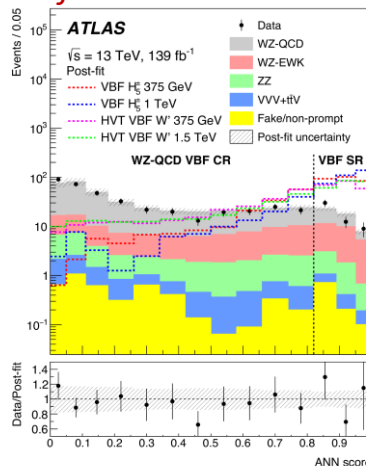 Events / 0.05
ATLAS
√s = 13 TeV, 139 fb⁻¹
Post-fit
VBF H₅± 375 GeV
VBF H₅± 1 TeV
HVT VBF W' 375 GeV
HVT VBF W' 1.5 TeV
Data
WZ-QCD
WZ-EWK
ZZ
VVV+tt̄V
Fake/non-prompt
Post-fit uncertainty
WZ-QCD VBF CR
VBF SR
10⁵
10⁴
10³
10²
10
1
10⁻¹
Data/Post-fit
1.4
1.2
1
0.8
0.6
0 0.1 0.2 0.3 0.4 0.5 0.6 0.7 0.8 0.9
ANN score